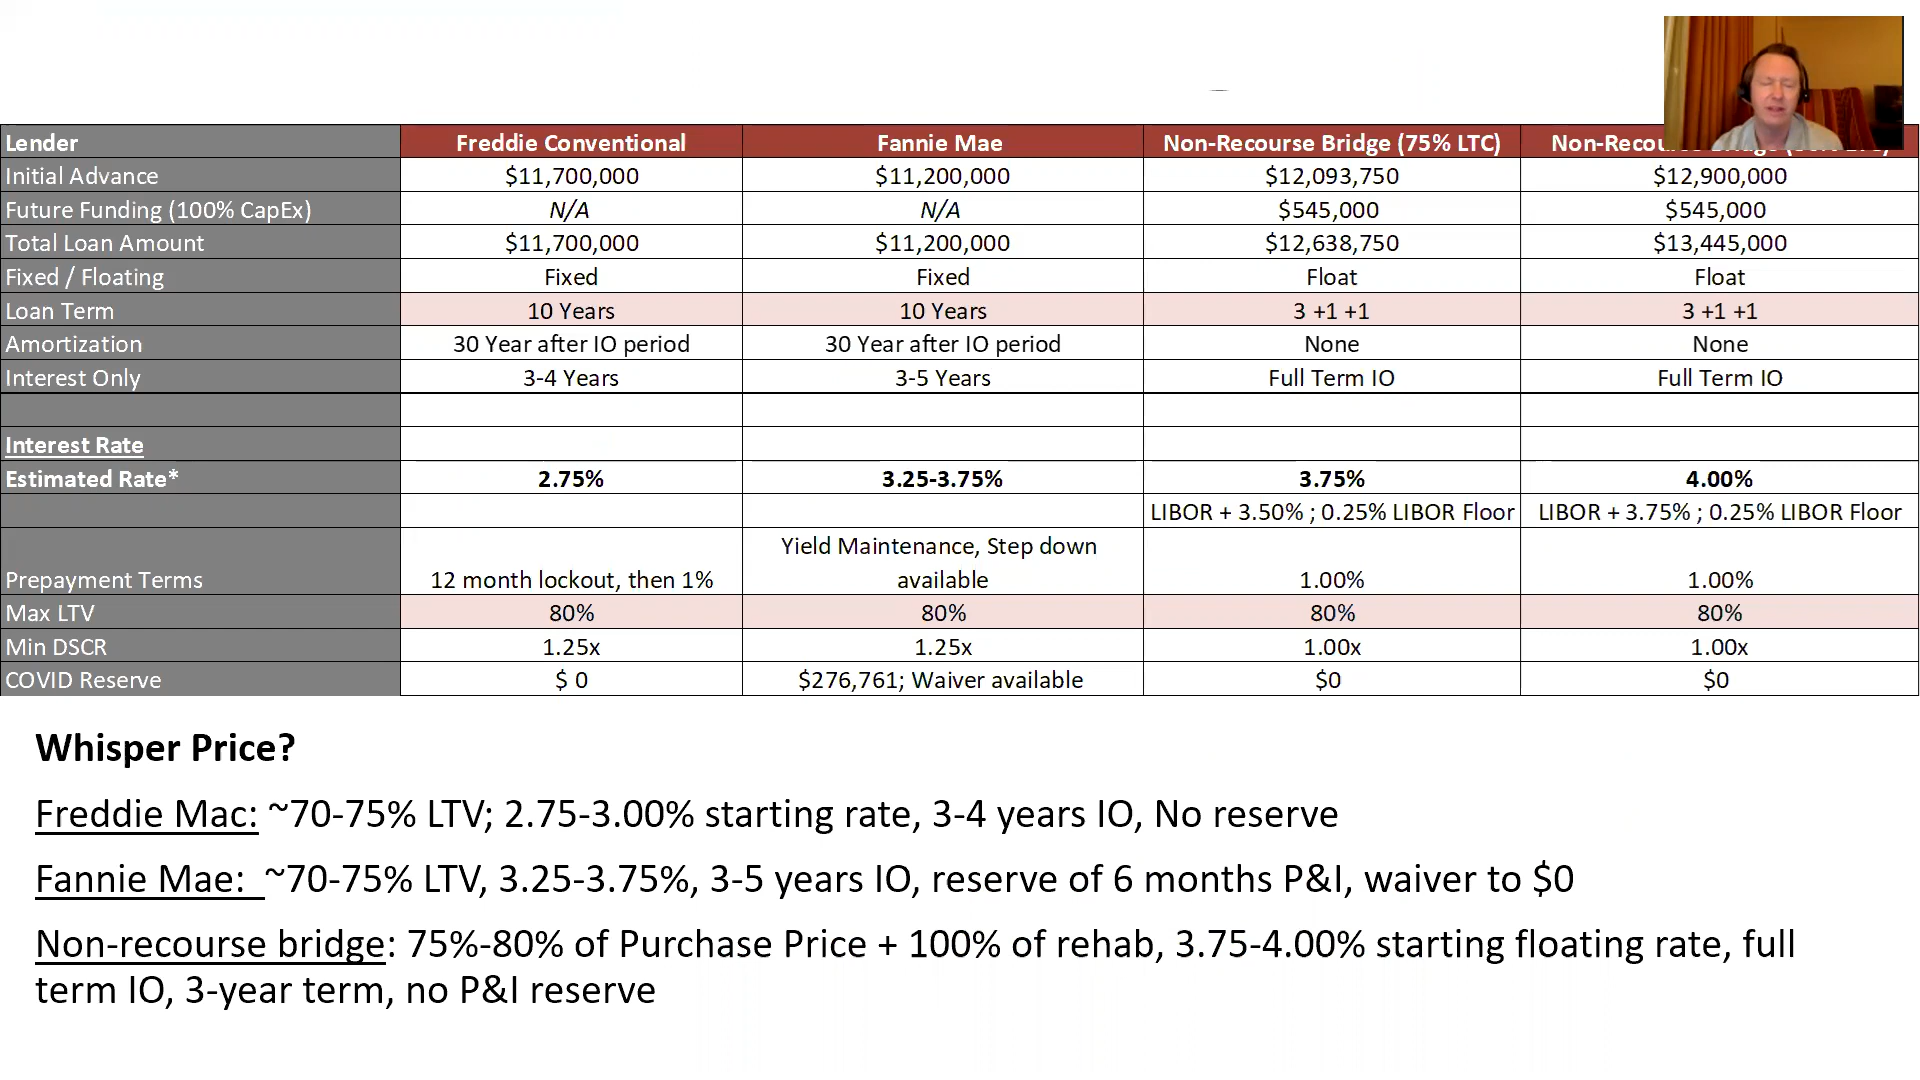 Lender Freddie Conventional Fannie Mae Non-Recourse Bridge (75% LTC) Non-Recou
Initial Advance $11,700,000 $11,200,000 $12,093,750 $12,900,000
Future Funding (100% CapEx) N/A N/A $545,000 $545,000
Total Loan Amount $11,700,000 $11,200,000 $12,638,750 $13,445,000
Fixed / Floating Fixed Fixed Float Float
Loan Term 10 Years 10 Years 3 +1 +1 3 +1 +1
Amortization 30 Year after IO period 30 Year after IO period None None
Interest Only 3-4 Years 3-5 Years Full Term IO Full Term IO
Interest Rate
Estimated Rate* 2.75% 3.25-3.75% 3.75% 4.00%
LIBOR + 3.50% ; 0.25% LIBOR Floor LIBOR + 3.75% ; 0.25% LIBOR Floor
Yield Maintenance, Step down
Prepayment Terms 12 month lockout, then 1% available 1.00% 1.00%
Max LTV 80% 80% 80% 80%
Min DSCR 1.25x 1.25x 1.00x 1.00x
COVID Reserve $ 0 $276,761; Waiver available $0 $0
Whisper Price?
Freddie Mac: ~70-75% LTV; 2.75-3.00% starting rate, 3-4 years IO, No reserve
Fannie Mae: ~70-75% LTV, 3.25-3.75%, 3-5 years IO, reserve of 6 months P&I, waiver to $0
Non-recourse bridge: 75%-80% of Purchase Price + 100% of rehab, 3.75-4.00% starting floating rate, full
term IO, 3-year term, no P&I reserve